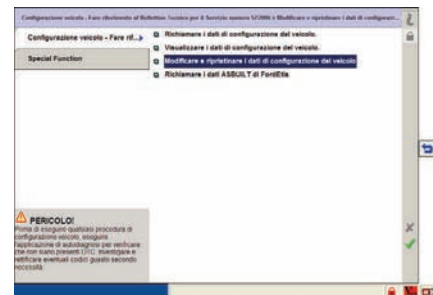 Configurazione veicolo - Fare riferimento al Bollettino Tecnico per il Servizio numero 52/2006 e Modificare e ripristinare i dati di configurazi...
Configurazione veicolo - Fare rif...
Special Function
Richiamare i dati di configurazione del veicolo.
Visualizzare i dati di configurazione del veicolo.
Modificare e ripristinare i dati di configurazione del veicolo
Richiamare i dati ASBUILT di FordEtis
PERICOLO!
Prima di eseguire qualsiasi procedura di
configurazione veicolo, eseguire
l'applicazione di autodiagnosi per verificare
che non siano presenti DTC. Investigare e
rettificare eventuali codici guasto secondo
necessità.